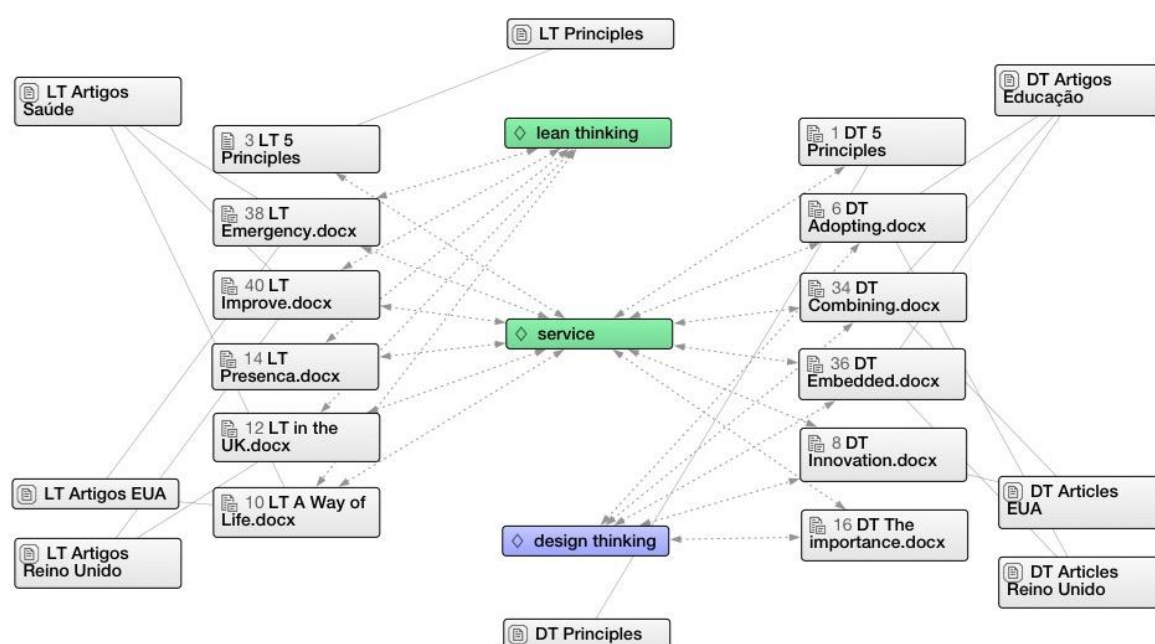 LT Principles
LT Artigos
Saúde
DT Artigos
Educação
3 LT 5
Principles
lean thinking
1 DT 5
Principles
38 LT
Emergency.docx
6 DT
Adopting.docx
40 LT
Improve.docx
34 DT
Combining.docx
service
14 LT
Presenca.docx
36 DT
Embedded.docx
12 LT in the
UK.docx
8 DT
Innovation.docx
LT Artigos EUA
10 LT A Way of
Life.docx
DT Articles
EUA
design thinking
16 DT The
importance.docx
LT Artigos
Reino Unido
DT Articles
Reino Unido
DT Principles